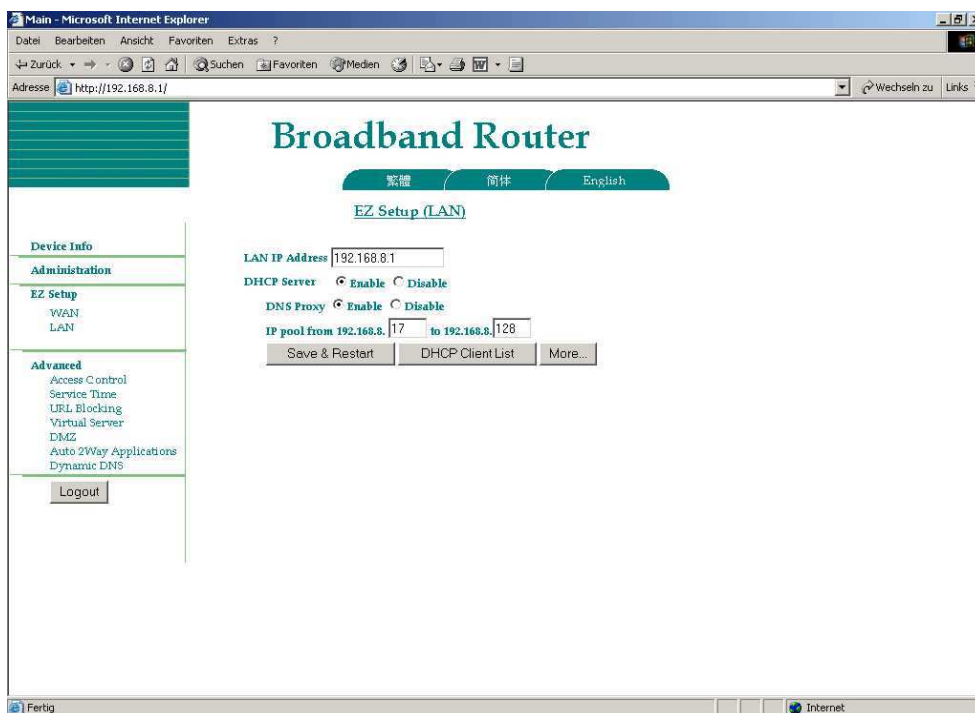 Main - Microsoft Internet Explorer
Datei Bearbeiten Ansicht Favoriten Extras ?
Zurück Suchen Favoriten Medien
Adresse http://192.168.8.1/ Wechseln zu Links
Broadband Router
繁體 简体 English
EZ Setup (LAN)
Device Info
Administration
EZ Setup
WAN
LAN
Advanced
Access Control
Service Time
URL Blocking
Virtual Server
DMZ
Auto 2Way Applications
Dynamic DNS
Logout
LAN IP Address 192.168.8.1
DHCP Server Enable Disable
DNS Proxy Enable Disable
IP pool from 192.168.8. 17 to 192.168.8. 128
Save & Restart DHCP Client List More...
Fertig Internet